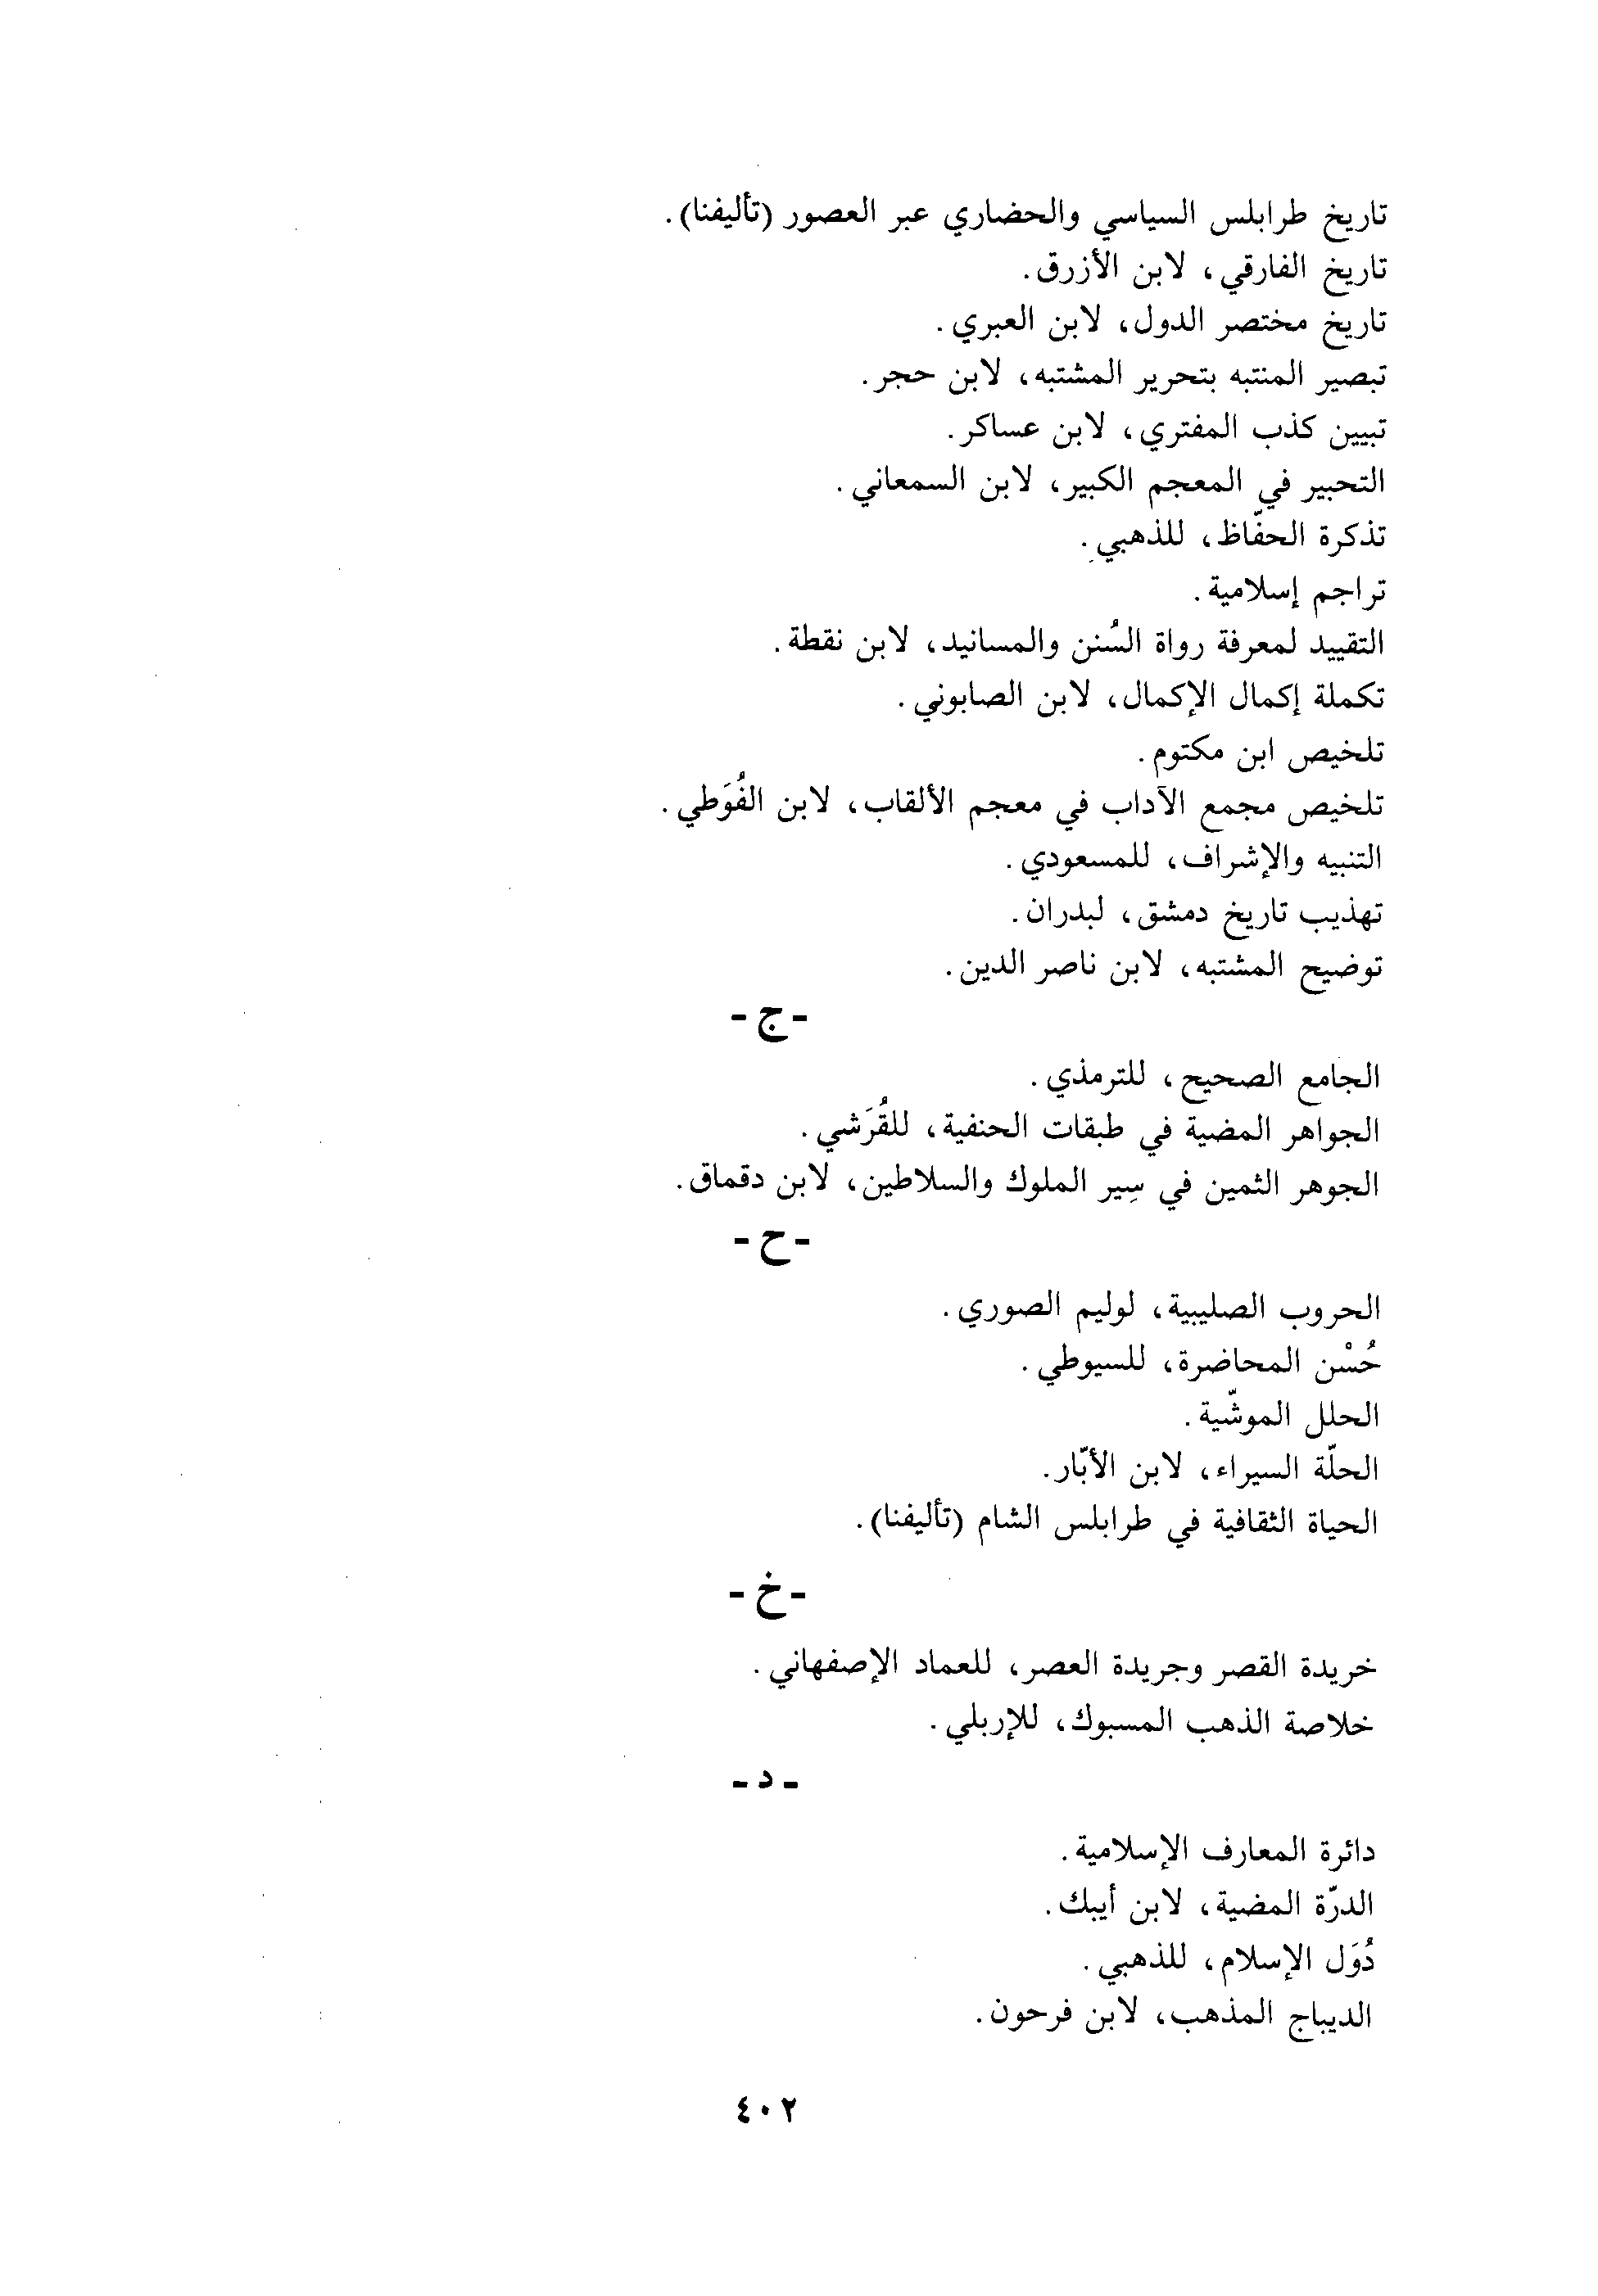 تاريخ طرابلس السياسي والحضاري عبر العصور (تأليفنا).
تاريخ الفارقي، لابن الأزرق.
تاريخ مختصر الدول، لابن العبري.
تبصير المنتبه بتحرير المشتبه، لابن حجر.
تبيين كذب المفتري، لابن عساكر.
التحبير في المعجم الكبير، لابن السمعاني.
تذكرة الحفّاظ، للذهبي.
تراجم إسلامية.
التقييد لمعرفة رواة السُنن والمسانيد، لابن نقطة.
تكملة إكمال الإكمال، لابن الصابوني.
تلخيص ابن مكتوم.
تلخيص مجمع الآداب في معجم الألقاب، لابن الفُوَطي.
التنبيه والإشراف، للمسعودي.
تهذيب تاريخ دمشق، لبدران.
توضيح المشتبه، لابن ناصر الدين.
- ج -
الجامع الصحيح، للترمذي.
الجواهر المضية في طبقات الحنفية، للقُرَشي.
الجوهر الثمين في سِير الملوك والسلاطين، لابن دقماق.
- ح -
الحروب الصليبية، لوليم الصوري.
حُسْن المحاضرة، للسيوطي.
الحلل الموشّية.
الحلّة السيراء، لابن الأبّار.
الحياة الثقافية في طرابلس الشام (تأليفنا).
- خ -
خريدة القصر وجريدة العصر، للعماد الإصفهاني.
خلاصة الذهب المسبوك، للإربلي.
- د -
دائرة المعارف الإسلامية.
الدرّة المضية، لابن أيبك.
دُوَل الإسلام، للذهبي.
الديباج المذهب، لابن فرحون.
٤٠٢